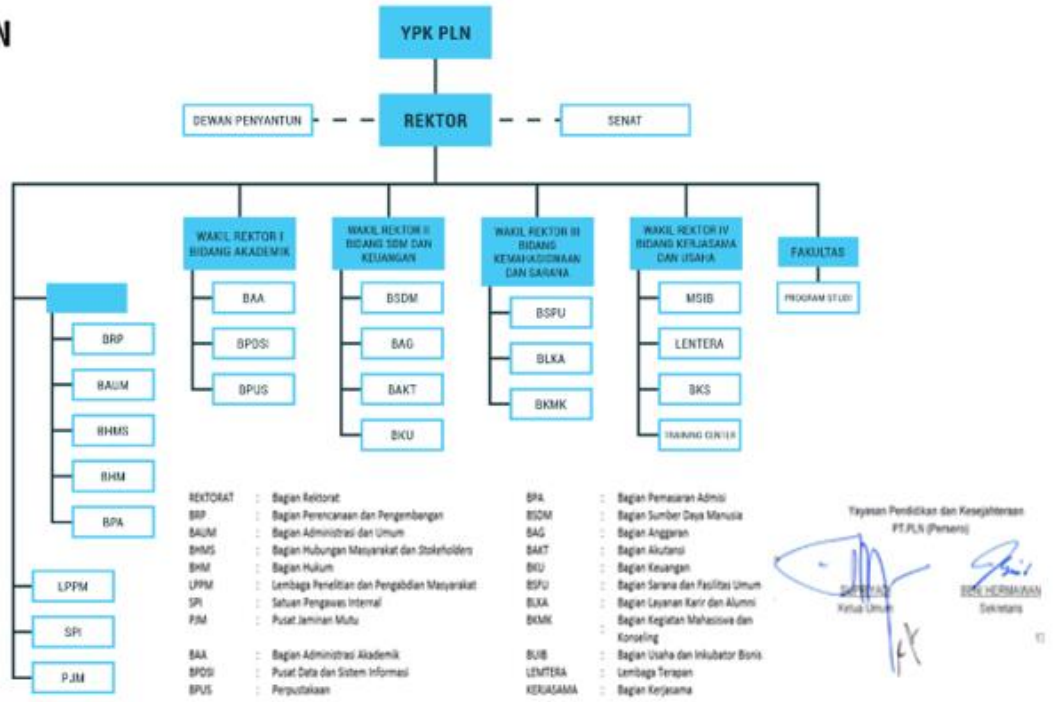 N
YPK PLN
REKTOR
DEWAN PENYANTUN
SENAT
WAKIL REKTOR I
BIDANG AKADEMIK
WAKIL REKTOR II
BIDANG SDM DAN
KEUANGAN
WAKIL REKTOR III
BIDANG
KEMAHASISWAAN
DAN SARANA
WAKIL REKTOR IV
BIDANG KERJASAMA
DAN USAHA
FAKULTAS
PROGRAM STUDI
BRP
BAUM
BHMS
BHM
BPA
BAA
BPDSI
BPUS
BSDM
BAG
BAKT
BKU
BSPU
BLKA
BKMK
MSIB
LENTERA
BKS
TRAINING CENTER
LPPM
SPI
PJM
REKTORAT : Bagian Rektorat
BRP : Bagian Perencanaan dan Pengembangan
BAUM : Bagian Administrasi dan Umum
BHMS : Bagian Hubungan Masyarakat dan Stokeholders
BHM : Bagian Hukum
LPPM : Lembaga Penelitian dan Pengabdian Masyarakat
SPI : Satuan Pengawas Internal
PJM : Pusat Jaminan Mutu
BAA : Bagian Administrasi Akademik
BPDSI : Pusat Data dan Sistem Informasi
BPUS : Perpustakaan
BPA : Bagian Pemasaran Admisi
BSDM : Bagian Sumber Daya Manusia
BAG : Bagian Anggaran
BAKT : Bagian Akutansi
BKU : Bagian Keuangan
BSFU : Bagian Sarana dan Fasilitas Umum
BLKA : Bagian Layanan Karir dan Alumni
BKMK : Bagian Kegiatan Mahasiswa dan
Konseling
BUIB : Bagian Usaha dan Inkubator Bisnis
LEMTERA : Lembaga Terapan
KERJASAMA : Bagian Kerjasama
Yayasan Pendidikan dan Kesejahteraan
PT.PLN (Persero)
SUPRIYADI
Ketua Umum
BENI HERMAWAN
Sekretaris